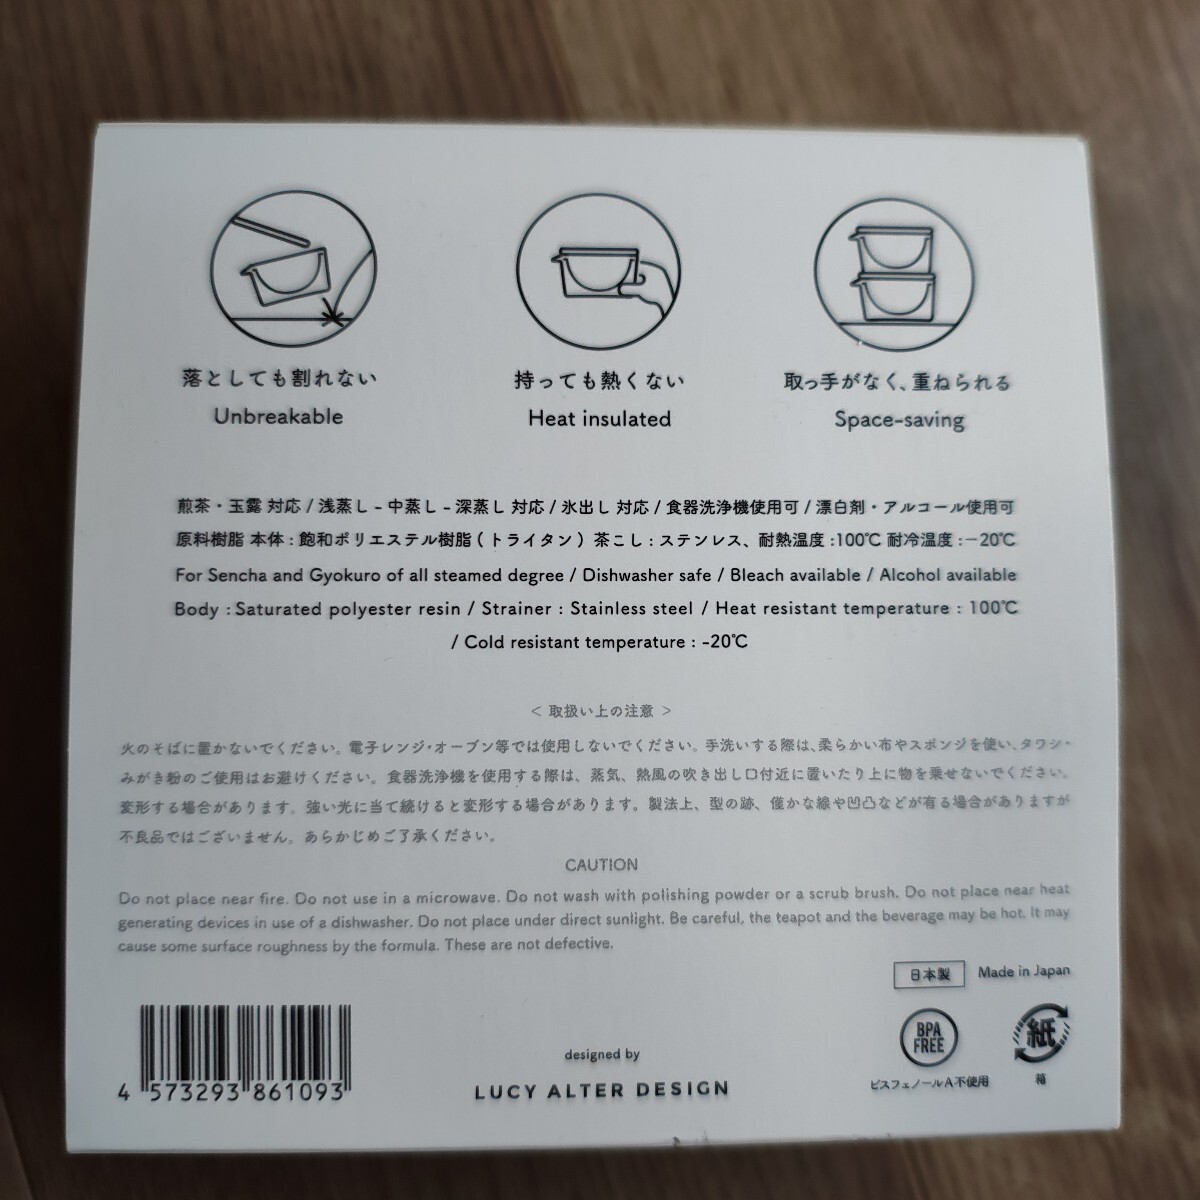 落としても割れない
Unbreakable
持っても熱くない
Heat insulated
取っ手がなく、重ねられる
Space-saving
煎茶・玉露 対応 / 浅蒸し - 中蒸し - 深蒸し 対応 / 氷出し 対応 / 食器洗浄機使用可 / 漂白剤・アルコール使用可
原料樹脂 本体 : 飽和ポリエステル樹脂 ( トライタン ) 茶こし : ステンレス、耐熱温度 :100℃ 耐冷温度 :−20℃
For Sencha and Gyokuro of all steamed degree / Dishwasher safe / Bleach available / Alcohol available
Body : Saturated polyester resin / Strainer : Stainless steel / Heat resistant temperature : 100℃
/ Cold resistant temperature : -20℃
< 取扱い上の注意 >
火のそばに置かないでください。電子レンジ・オーブン等では使用しないでください。手洗いする際は、柔らかい布やスポンジを使い、タワシ・
みがき粉のご使用はお避けください。食器洗浄機を使用する際は、蒸気、熱風の吹き出し口付近に置いたり上に物を乗せないでください。
変形する場合があります。強い光に当て続けると変形する場合があります。製法上、型の跡、僅かな線や凹凸などが有る場合がありますが
不良品ではございません。あらかじめご了承ください。
CAUTION
Do not place near fire. Do not use in a microwave. Do not wash with polishing powder or a scrub brush. Do not place near heat
generating devices in use of a dishwasher. Do not place under direct sunlight. Be careful, the teapot and the beverage may be hot. It may
cause some surface roughness by the formula. These are not defective.
日本製 Made in Japan
BPA
FREE
ビスフェノールA不使用
紙
箱
designed by
LUCY ALTER DESIGN
4 573293 861093